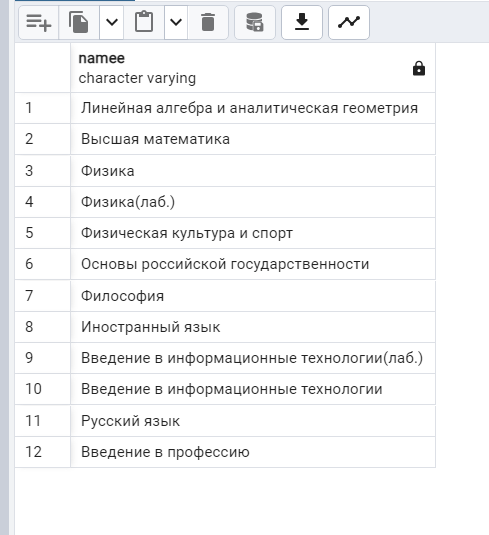 namee
character varying
1 Линейная алгебра и аналитическая геометрия
2 Высшая математика
3 Физика
4 Физика(лаб.)
5 Физическая культура и спорт
6 Основы российской государственности
7 Философия
8 Иностранный язык
9 Введение в информационные технологии(лаб.)
10 Введение в информационные технологии
11 Русский язык
12 Введение в профессию